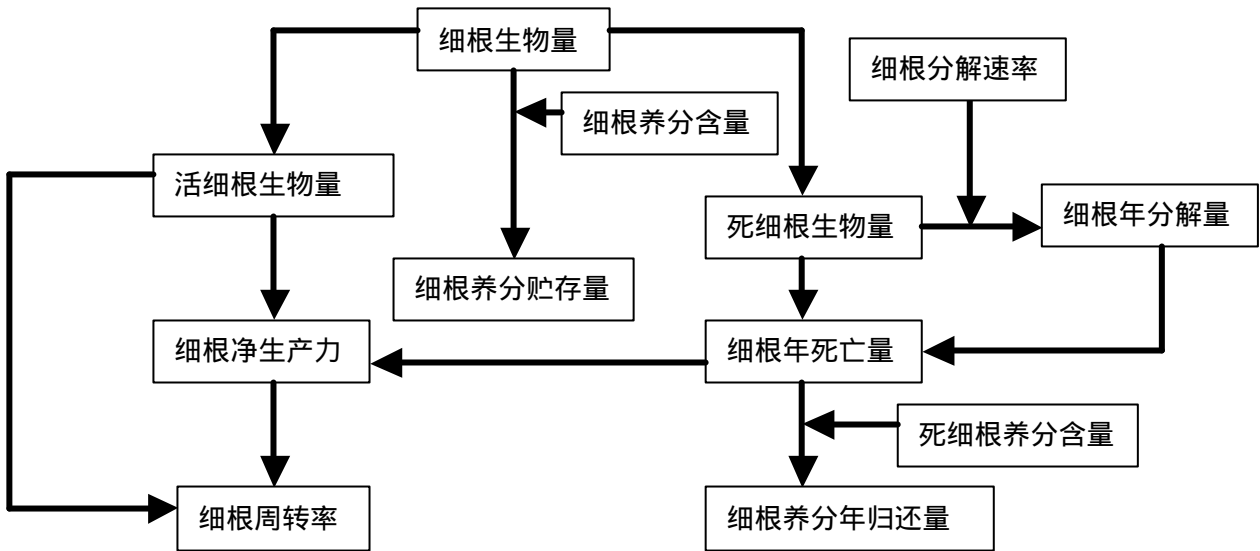 细根生物量
细根分解速率
细根养分含量
活细根生物量
死细根生物量
细根年分解量
细根养分贮存量
细根净生产力
细根年死亡量
死细根养分含量
细根周转率
细根养分年归还量